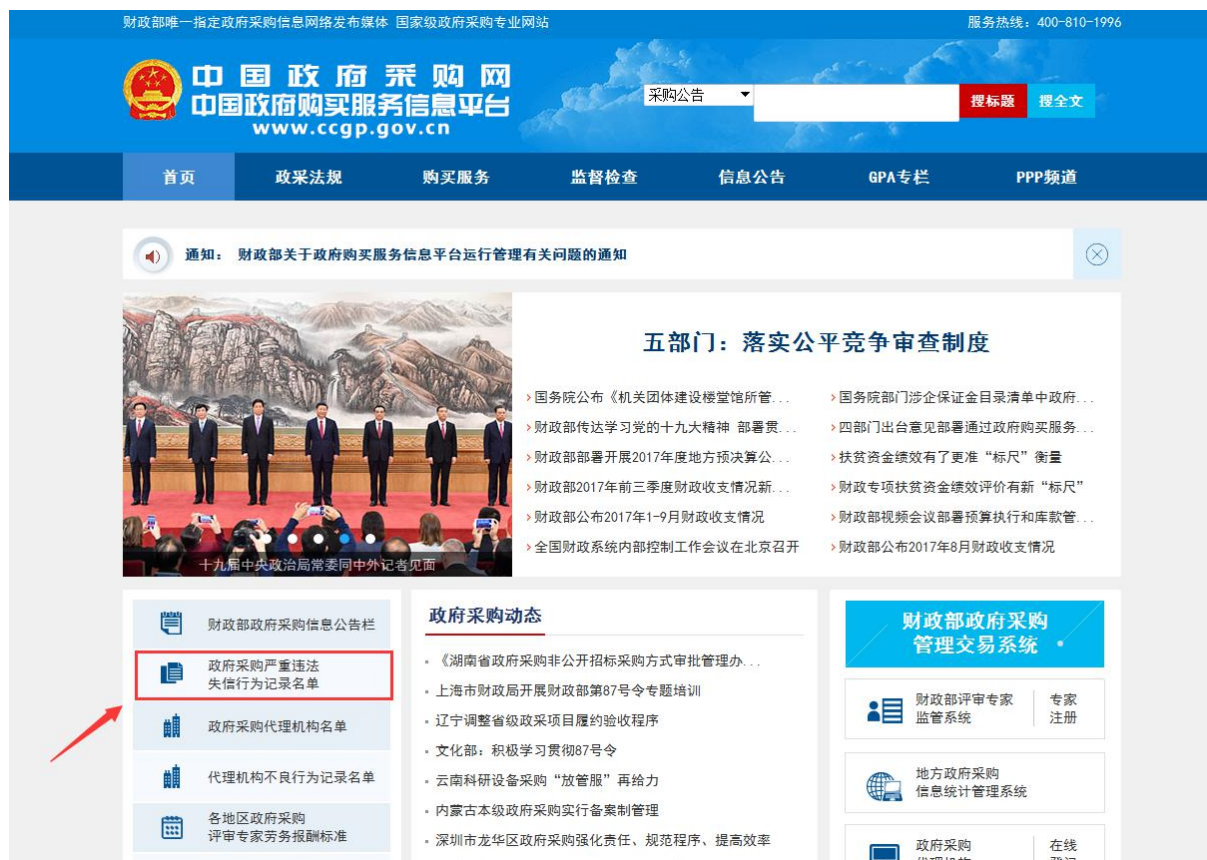 财政部唯一指定政府采购信息网络发布媒体 国家级政府采购专业网站
服务热线：400-810-1996
中国政府采购网
中国政府购买服务信息平台
www.ccgp.gov.cn
采购公告
搜标题
搜全文
首页
政采法规
购买服务
监督检查
信息公告
GPA专栏
PPP频道
通知： 财政部关于政府购买服务信息平台运行管理有关问题的通知
十九届中央政治局常委同中外记者见面
五部门：落实公平竞争审查制度
国务院公布《机关团体建设楼堂馆所管...
财政部传达学习党的十九大精神 部署贯...
财政部部署开展2017年度地方预决算公...
财政部2017年前三季度财政收支情况新...
财政部公布2017年1-9月财政收支情况
全国财政系统内部控制工作会议在北京召开
国务院部门涉企保证金目录清单中政府...
四部门出台意见部署通过政府购买服务...
扶贫资金绩效有了更准“标尺”衡量
财政专项扶贫资金绩效评价有新“标尺”
财政部视频会议部署预算执行和库款管...
财政部公布2017年8月财政收支情况
财政部政府采购信息公告栏
政府采购严重违法
失信行为记录名单
政府采购代理机构名单
代理机构不良行为记录名单
各地区政府采购
评审专家劳务报酬标准
政府采购动态
《湖南省政府采购非公开招标采购方式审批管理办...
上海市财政局开展财政部第87号令专题培训
辽宁调整省级政采项目履约验收程序
文化部：积极学习贯彻87号令
云南科研设备采购“放管服”再给力
内蒙古本级政府采购实行备案制管理
深圳市龙华区政府采购强化责任、规范程序、提高效率
财政部政府采购
管理交易系统
财政部评审专家
监管系统
专家
注册
地方政府采购
信息统计管理系统
政府采购
在线